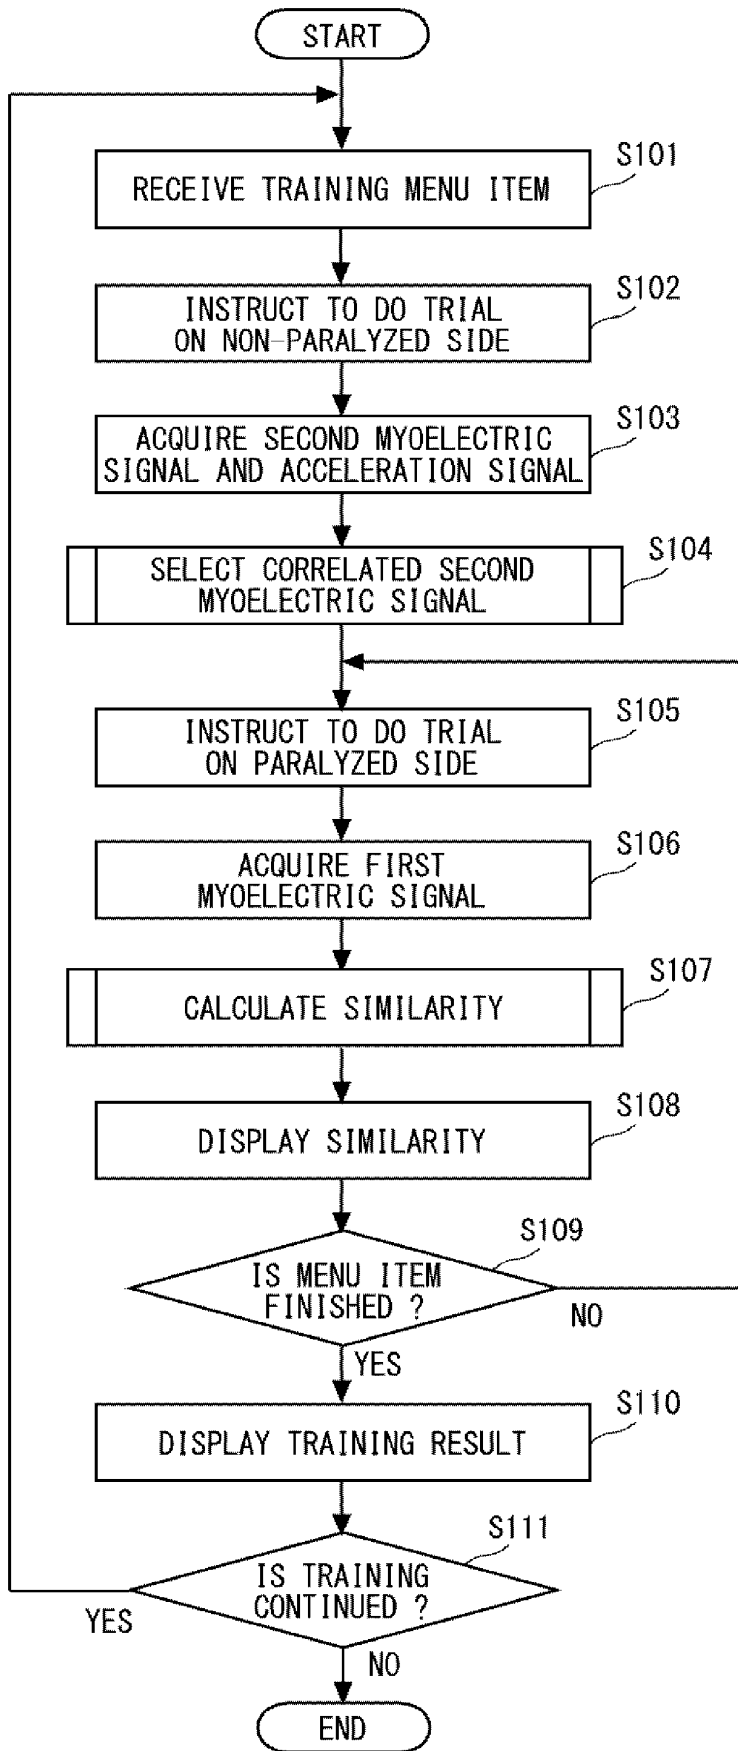 START
S101
RECEIVE TRAINING MENU ITEM
S102
INSTRUCT TO DO TRIAL
ON NON-PARALYZED SIDE
S103
ACQUIRE SECOND MYOELECTRIC
SIGNAL AND ACCELERATION SIGNAL
S104
SELECT CORRELATED SECOND
MYOELECTRIC SIGNAL
S105
INSTRUCT TO DO TRIAL
ON PARALYZED SIDE
S106
ACQUIRE FIRST
MYOELECTRIC SIGNAL
S107
CALCULATE SIMILARITY
S108
DISPLAY SIMILARITY
S109
IS MENU ITEM
FINISHED ?
NO
YES
S110
DISPLAY TRAINING RESULT
S111
IS TRAINING
CONTINUED ?
YES
NO
END